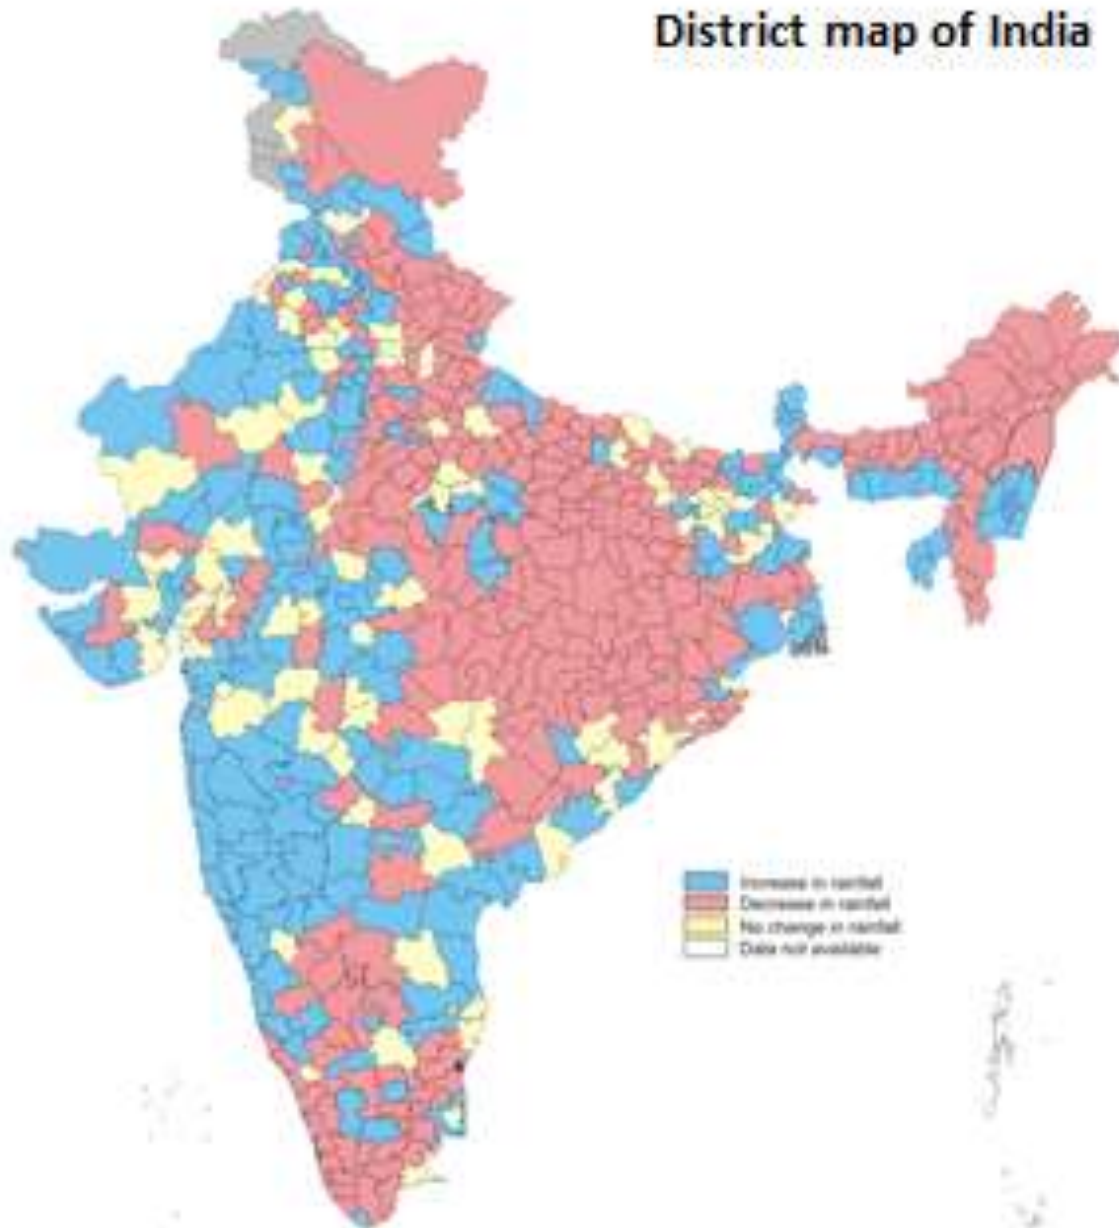 District map of India
Increase in rainfall
Decrease in rainfall
No change in rainfall
Data not available